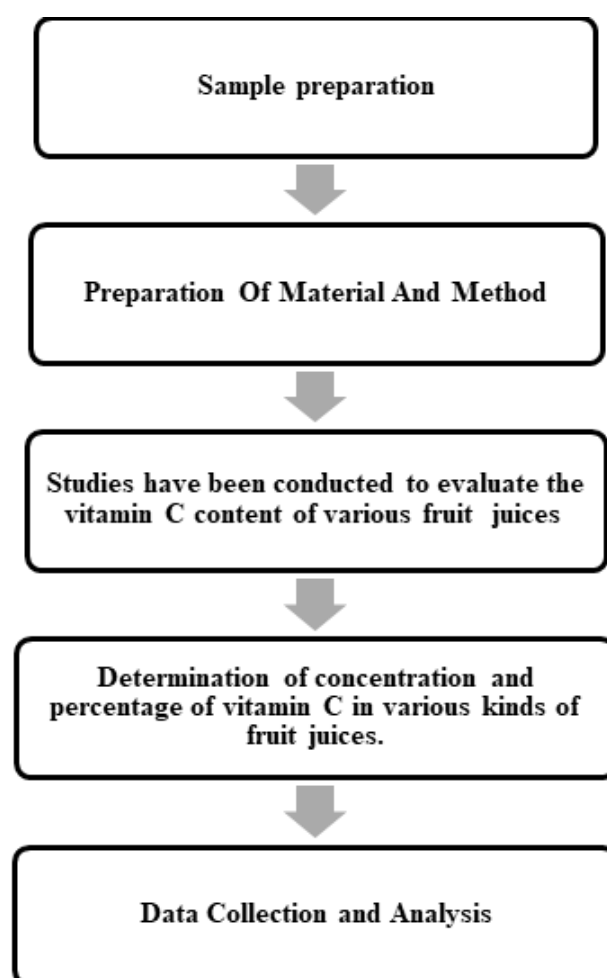 Sample preparation
Preparation Of Material And Method
Studies have been conducted to evaluate the
vitamin C content of various fruit juices
Determination of concentration and
percentage of vitamin C in various kinds of
fruit juices.
Data Collection and Analysis